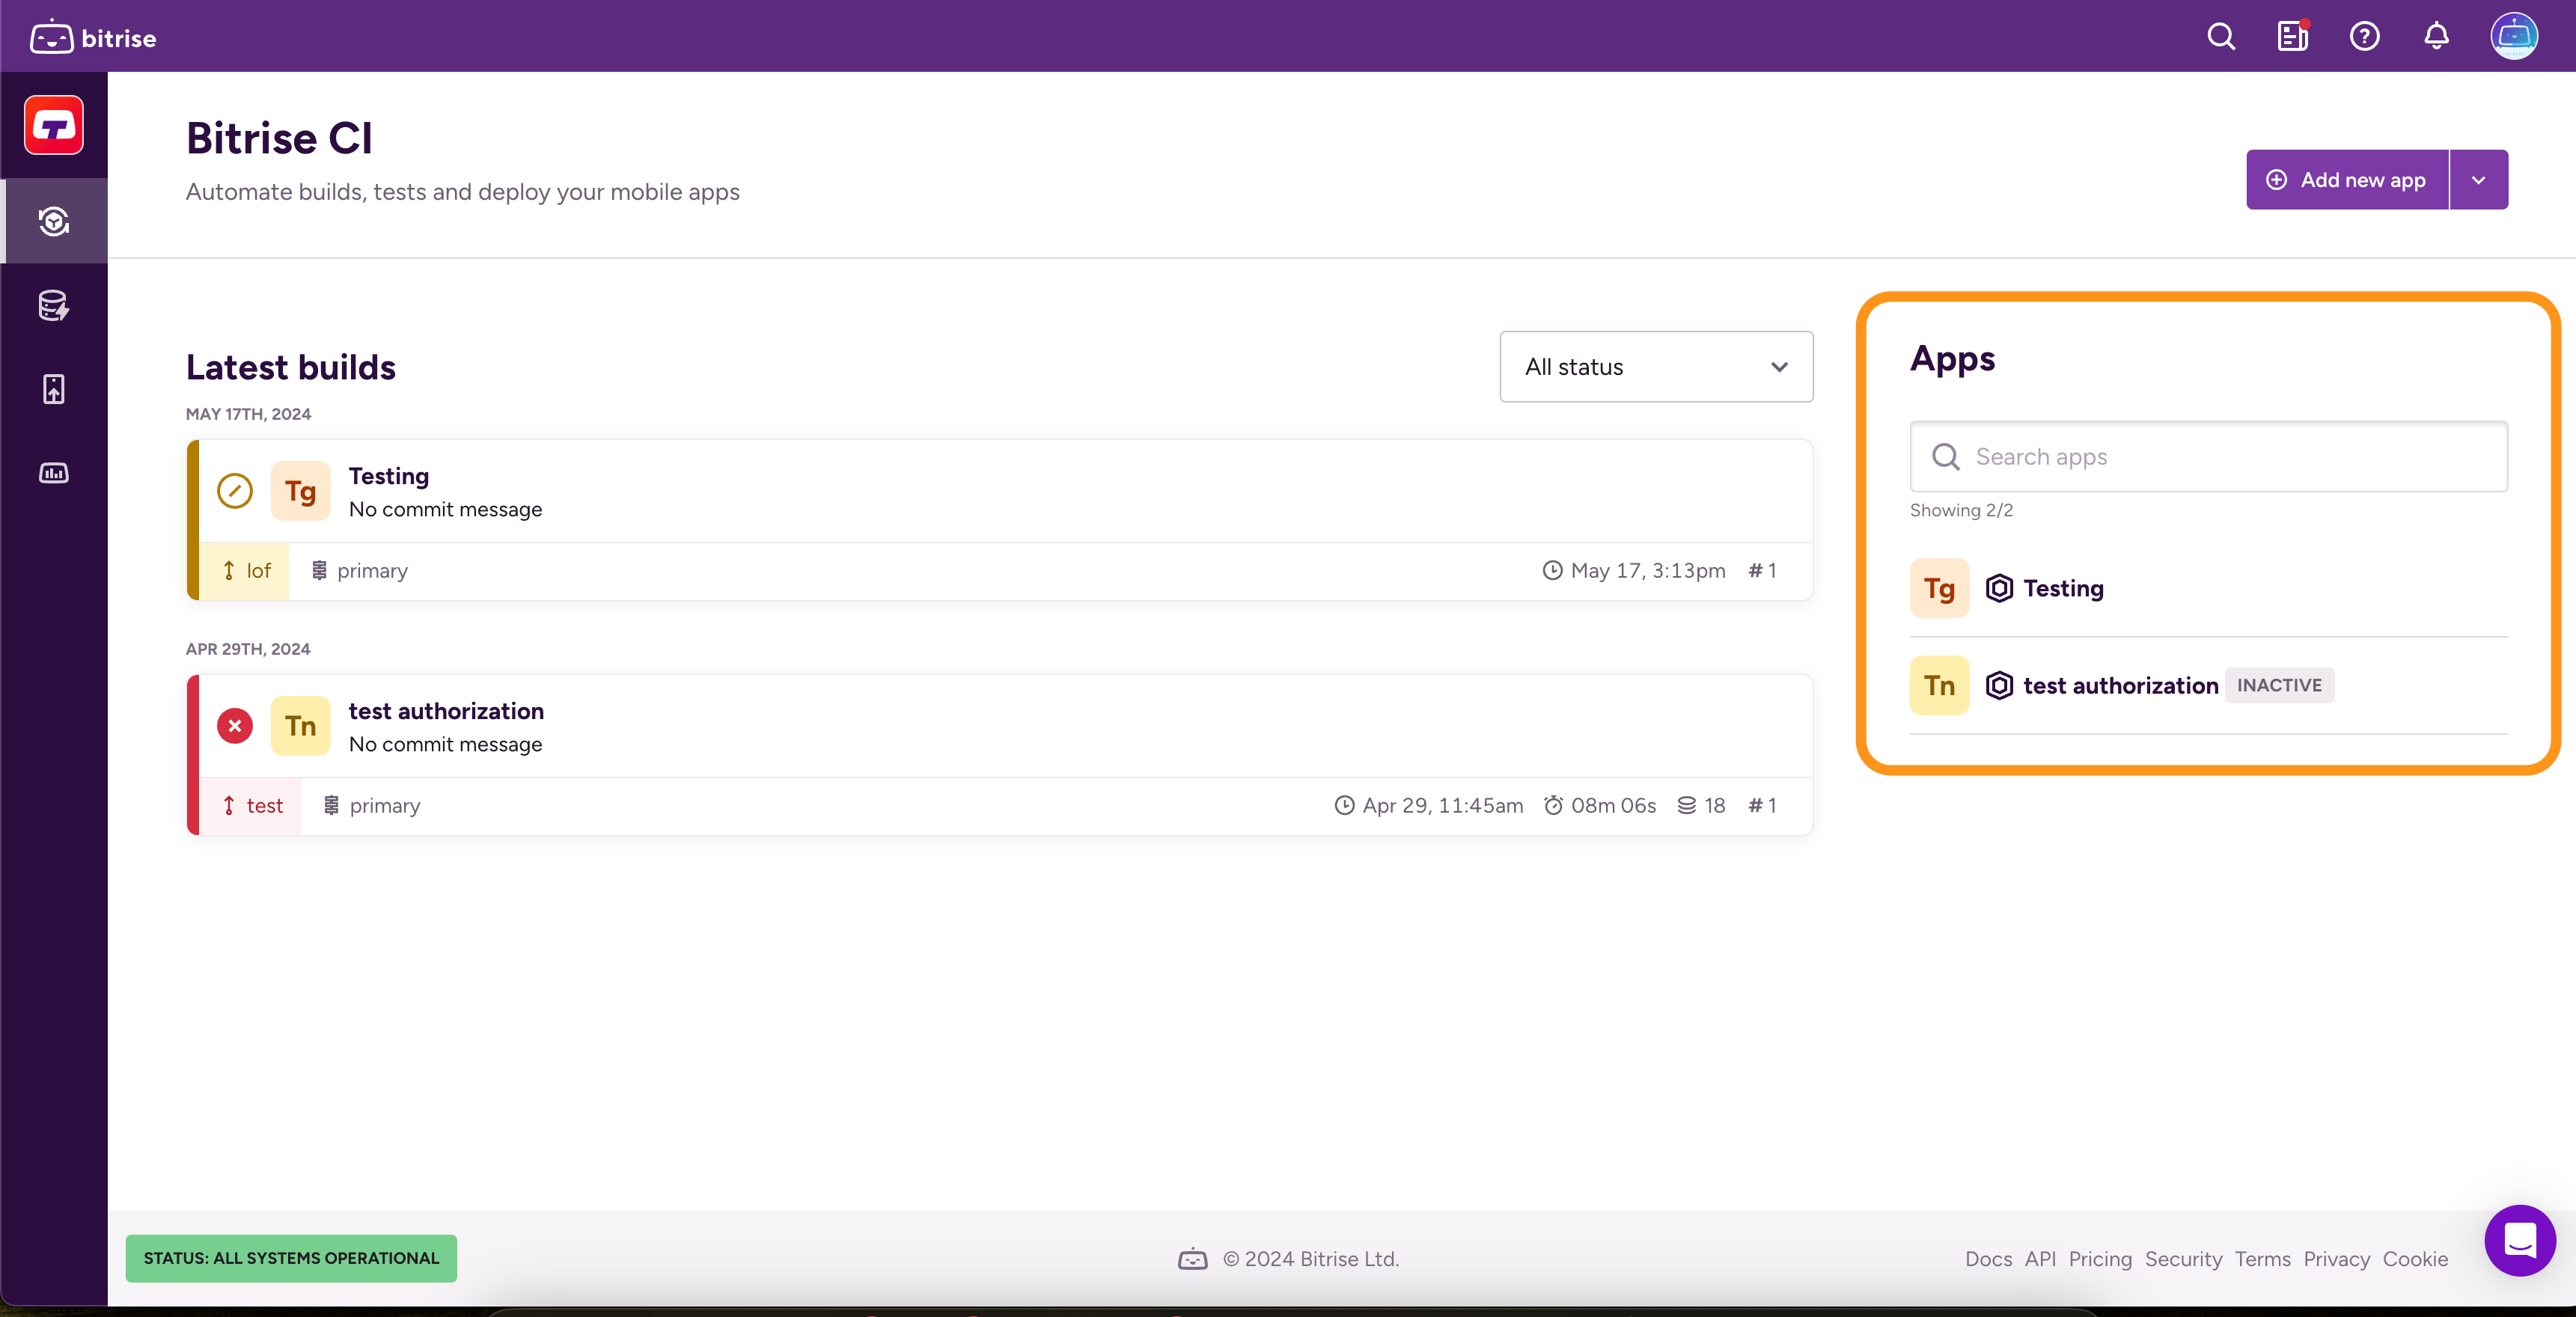 bitrise
Bitrise CI
Automate builds, tests and deploy your mobile apps
Add new app
Latest builds
All status
MAY 17TH, 2024
Tg
Testing
No commit message
lof
primary
May 17, 3:13pm
# 1
APR 29TH, 2024
Tn
test authorization
No commit message
test
primary
Apr 29, 11:45am
08m 06s
18
# 1
Apps
Search apps
Showing 2/2
Tg
Testing
Tn
test authorization
INACTIVE
STATUS: ALL SYSTEMS OPERATIONAL
© 2024 Bitrise Ltd.
Docs API Pricing Security Terms Privacy Cookie